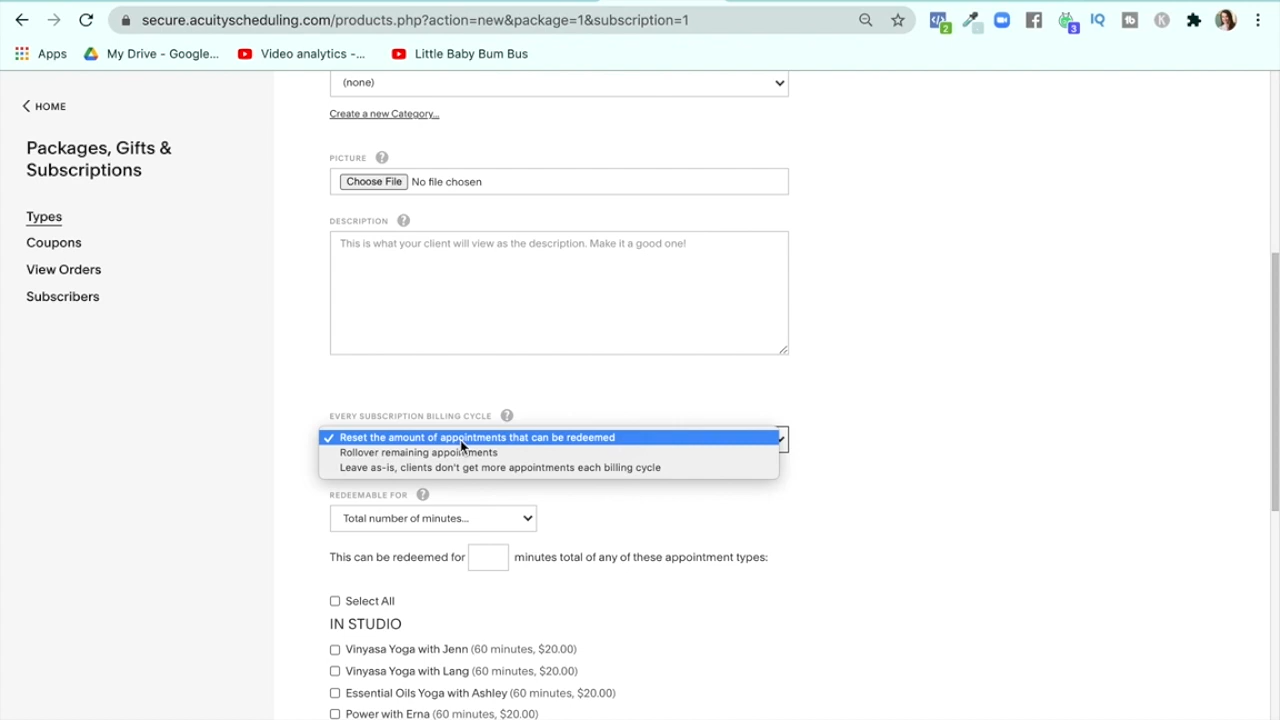 secure.acuityscheduling.com/products.php?action=new&package=1&subscription=1
2
3
IQ
K
Apps
My Drive - Google...
Video analytics -...
Little Baby Bum Bus
HOME
Packages, Gifts &
Subscriptions
Types
Coupons
View Orders
Subscribers
(none)
Create a new Category...
PICTURE ?
Choose File No file chosen
DESCRIPTION ?
This is what your client will view as the description. Make it a good one!
EVERY SUBSCRIPTION BILLING CYCLE ?
Reset the amount of appointments that can be redeemed
Rollover remaining appointments
Leave as-is, clients don't get more appointments each billing cycle
REDEEMABLE FOR ?
Total number of minutes...
This can be redeemed for minutes total of any of these appointment types:
Select All
IN STUDIO
Vinyasa Yoga with Jenn (60 minutes, $20.00)
Vinyasa Yoga with Lang (60 minutes, $20.00)
Essential Oils Yoga with Ashley (60 minutes, $20.00)
Power with Erna (60 minutes, $20.00)